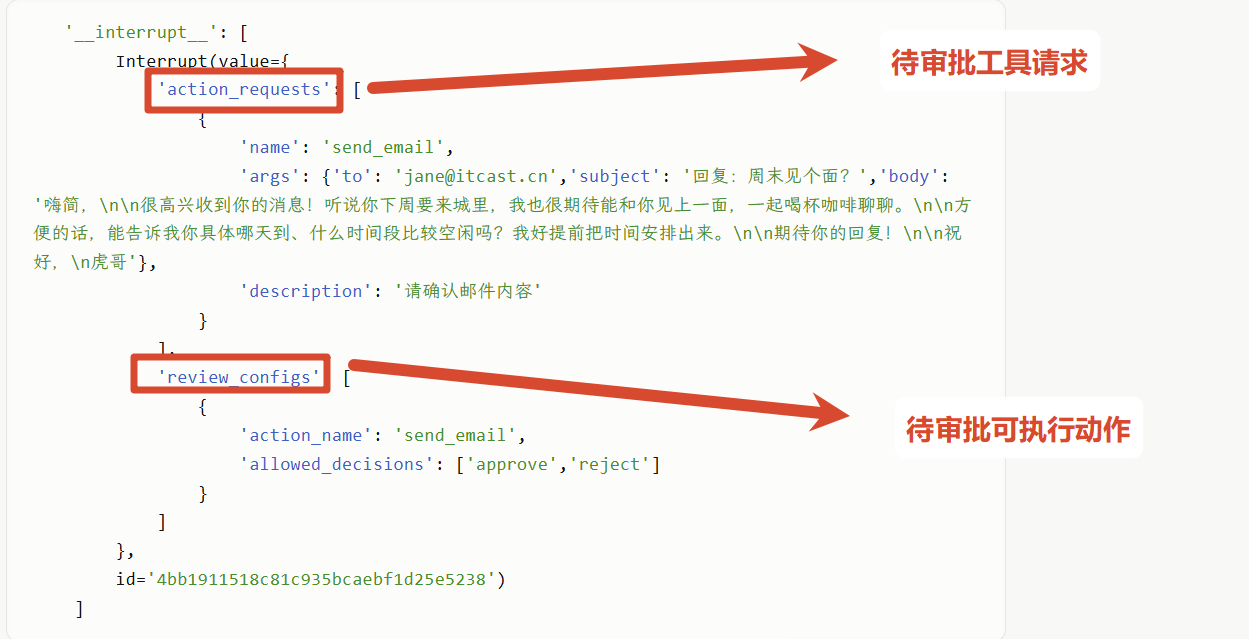 '__interrupt__': [
Interrupt(value={
'action_requests': [
待审批工具请求
{
'name': 'send_email',
'args': {'to': 'jane@itcast.cn','subject': '回复：周末见个面？','body':
'嗨简，\n\n很高兴收到你的消息！听说你下周要来城里，我也很期待能和你见上一面，一起喝杯咖啡聊聊。\n\n方
便的话，能告诉我你具体哪天到、什么时间段比较空闲吗？我好提前把时间安排出来。\n\n期待你的回复！\n\n祝
好，\n虎哥'},
'description': '请确认邮件内容'
}
],
'review_configs' [
{
待审批可执行动作
'action_name': 'send_email',
'allowed_decisions': ['approve','reject']
}
]
},
id='4bb1911518c81c935bcaebf1d25e5238')
]